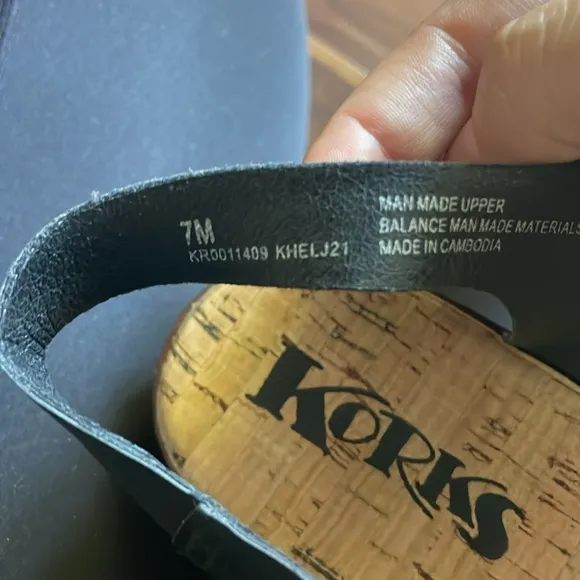 7M
KR0011409 KHELJ21
MAN MADE UPPER
BALANCE MAN MADE MATERIALS
MADE IN CAMBODIA
KORKS